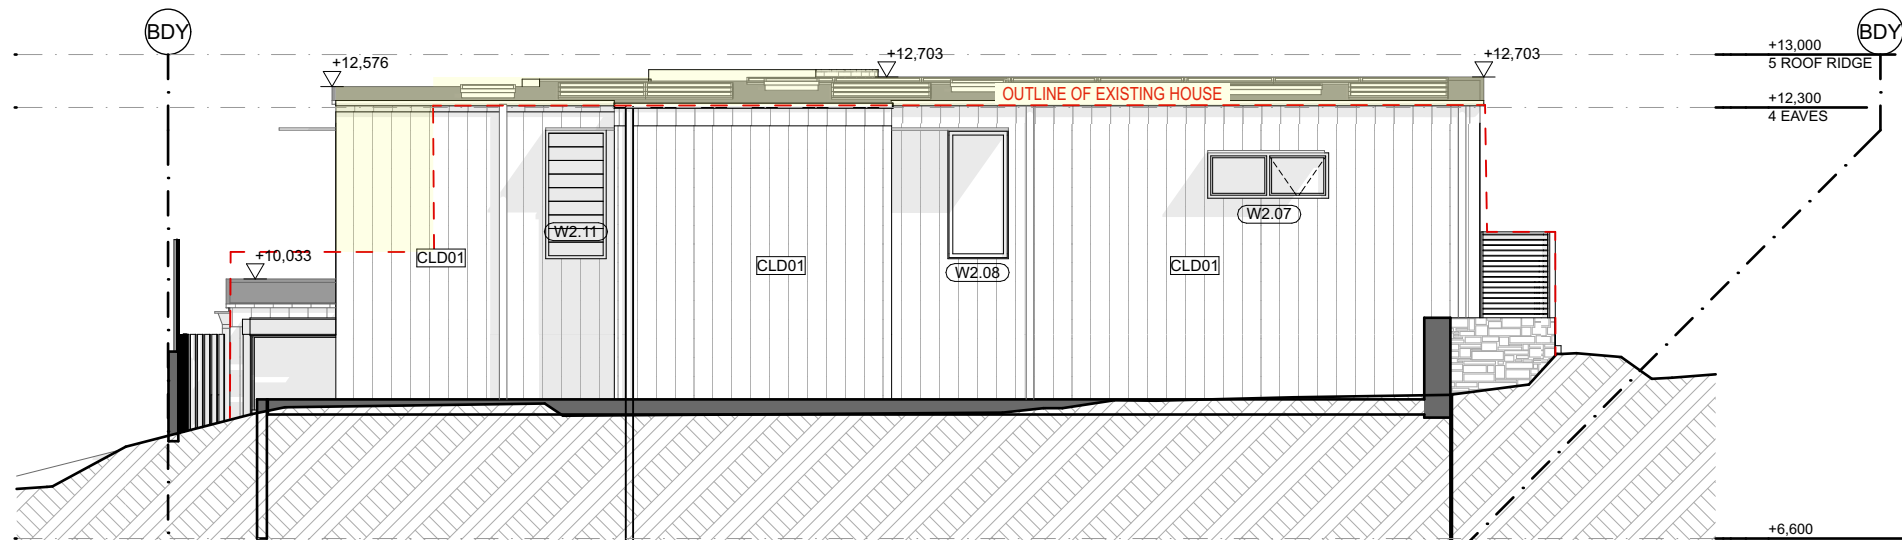 BDY
BDY
+13,000
5 ROOF RIDGE
+12,576
+12,703
+12,703
OUTLINE OF EXISTING HOUSE
+12,300
4 EAVES
W2.11
W2.07
+10,033
CLD01
CLD01
CLD01
W2.08
+6,600